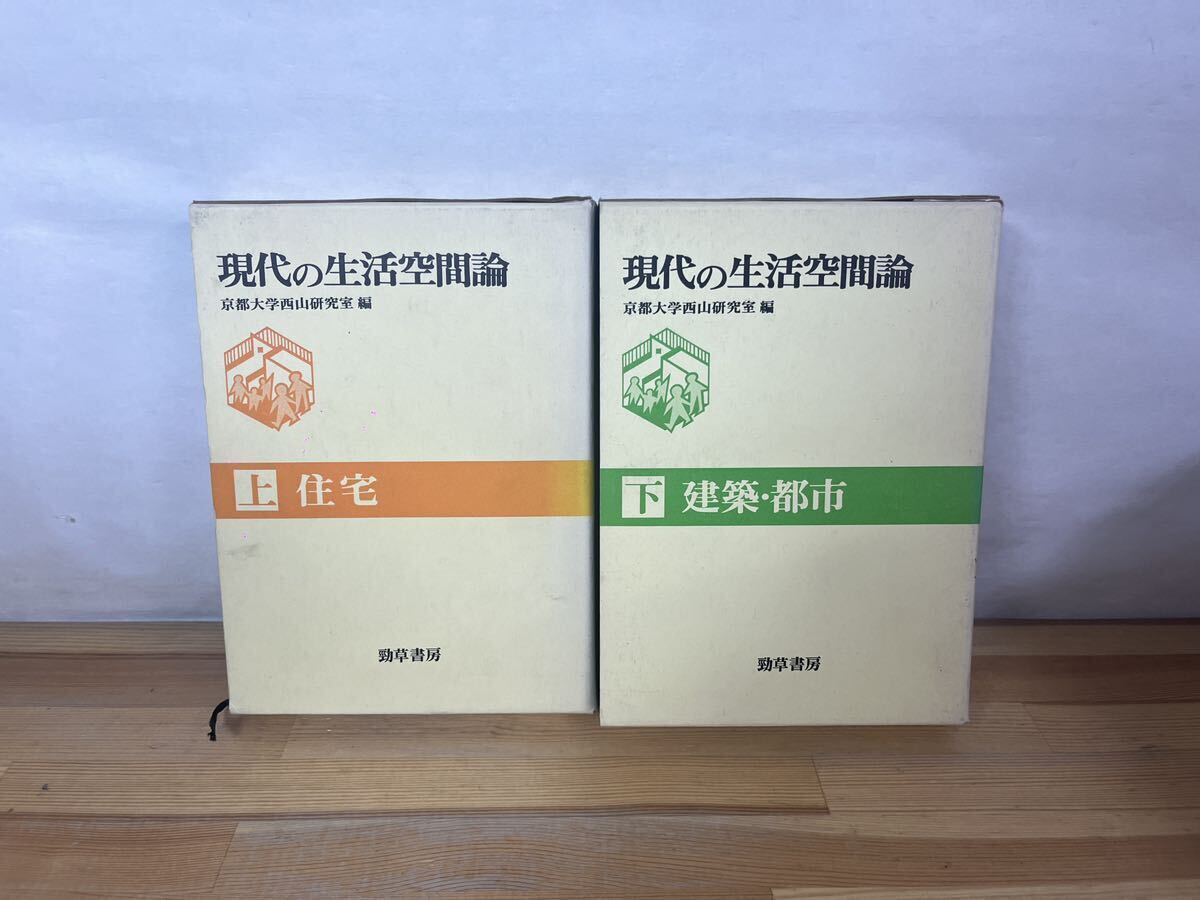 現代の生活空間論
京都大学西山研究室 編
上 住宅
勁草書房
現代の生活空間論
京都大学西山研究室 編
下 建築・都市
勁草書房